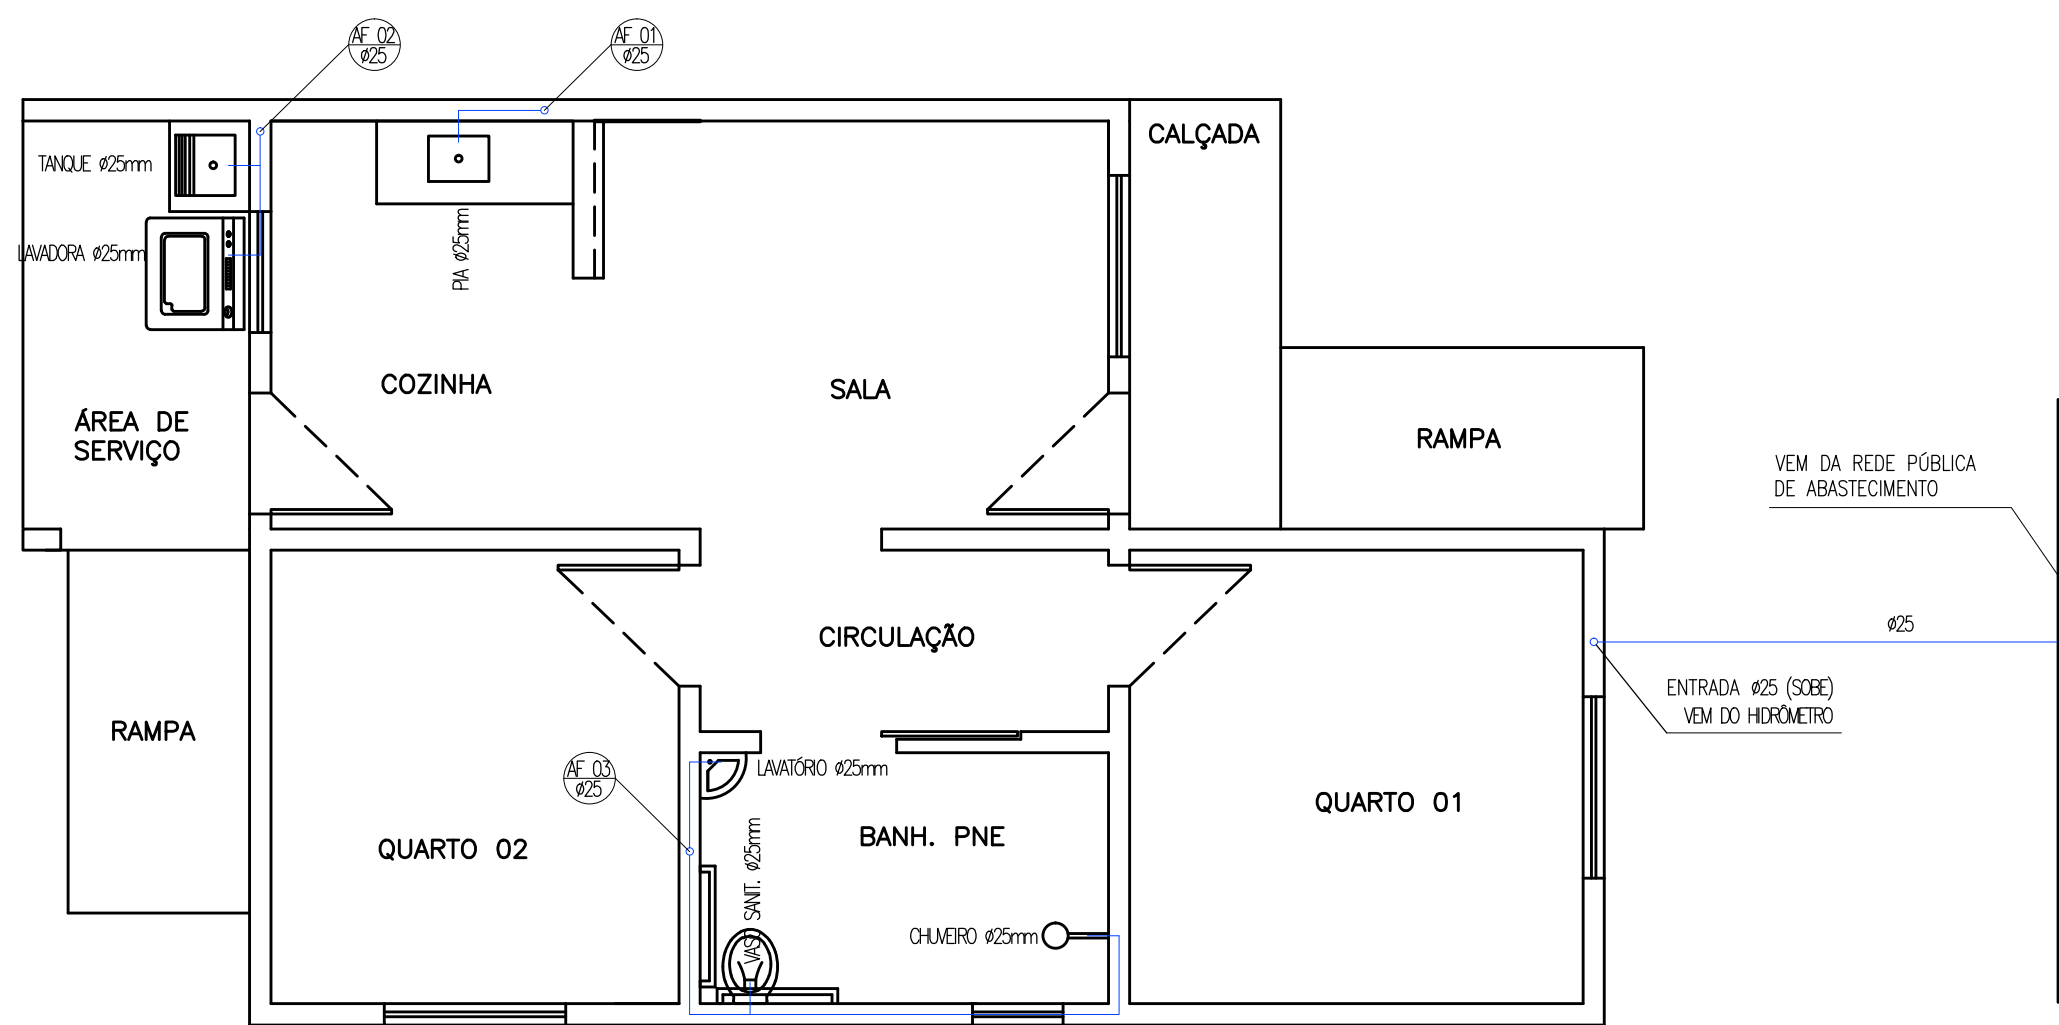 AF 02
ø25
AF 01
ø25
CALÇADA
TANQUE ø25mm
LAVADORA ø25mm
PIA ø25mm
COZINHA
SALA
ÁREA DE
SERVIÇO
RAMPA
VEM DA REDE PÚBLICA
DE ABASTECIMENTO
ø25
CIRCULAÇÃO
ENTRADA ø25 (SOBE)
VEM DO HIDRÔMETRO
RAMPA
AF 03
ø25
LAVATÓRIO ø25mm
QUARTO 01
BANH. PNE
QUARTO 02
VASO SANIT. ø25mm
CHUVEIRO ø25mm